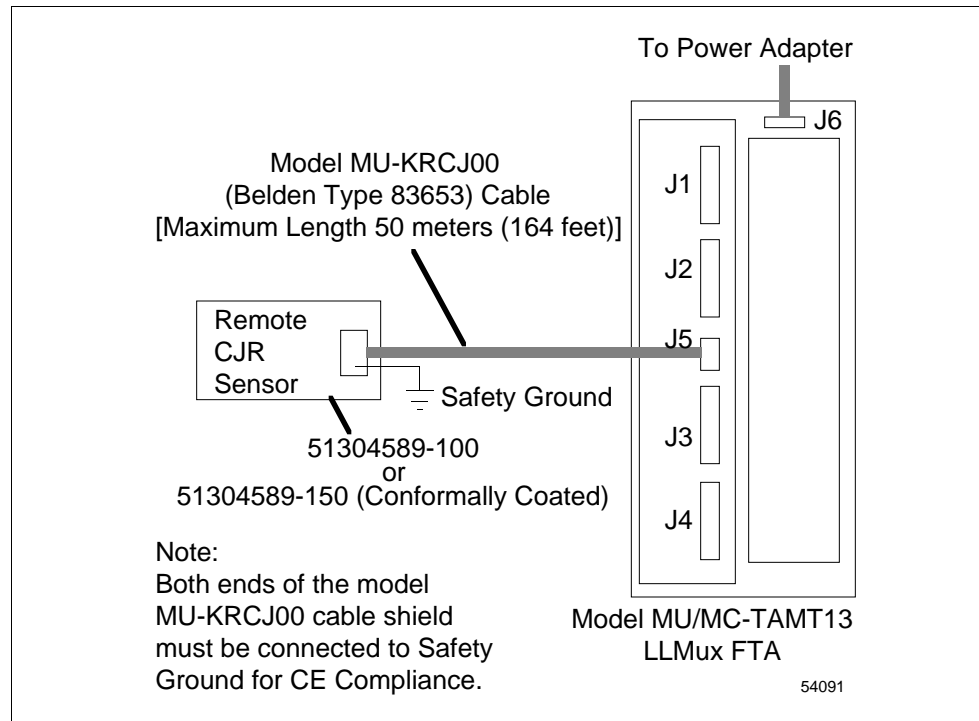 To Power Adapter
J6
Model MU-KRCJ00
(Belden Type 83653) Cable
[Maximum Length 50 meters (164 feet)]
J1
J2
J5
J3
J4
Remote
CJR
Sensor
Safety Ground
51304589-100
or
51304589-150 (Conformally Coated)
Note:
Both ends of the model
MU-KRCJ00 cable shield
must be connected to Safety
Ground for CE Compliance.
Model MU/MC-TAMT13
LLMux FTA
54091